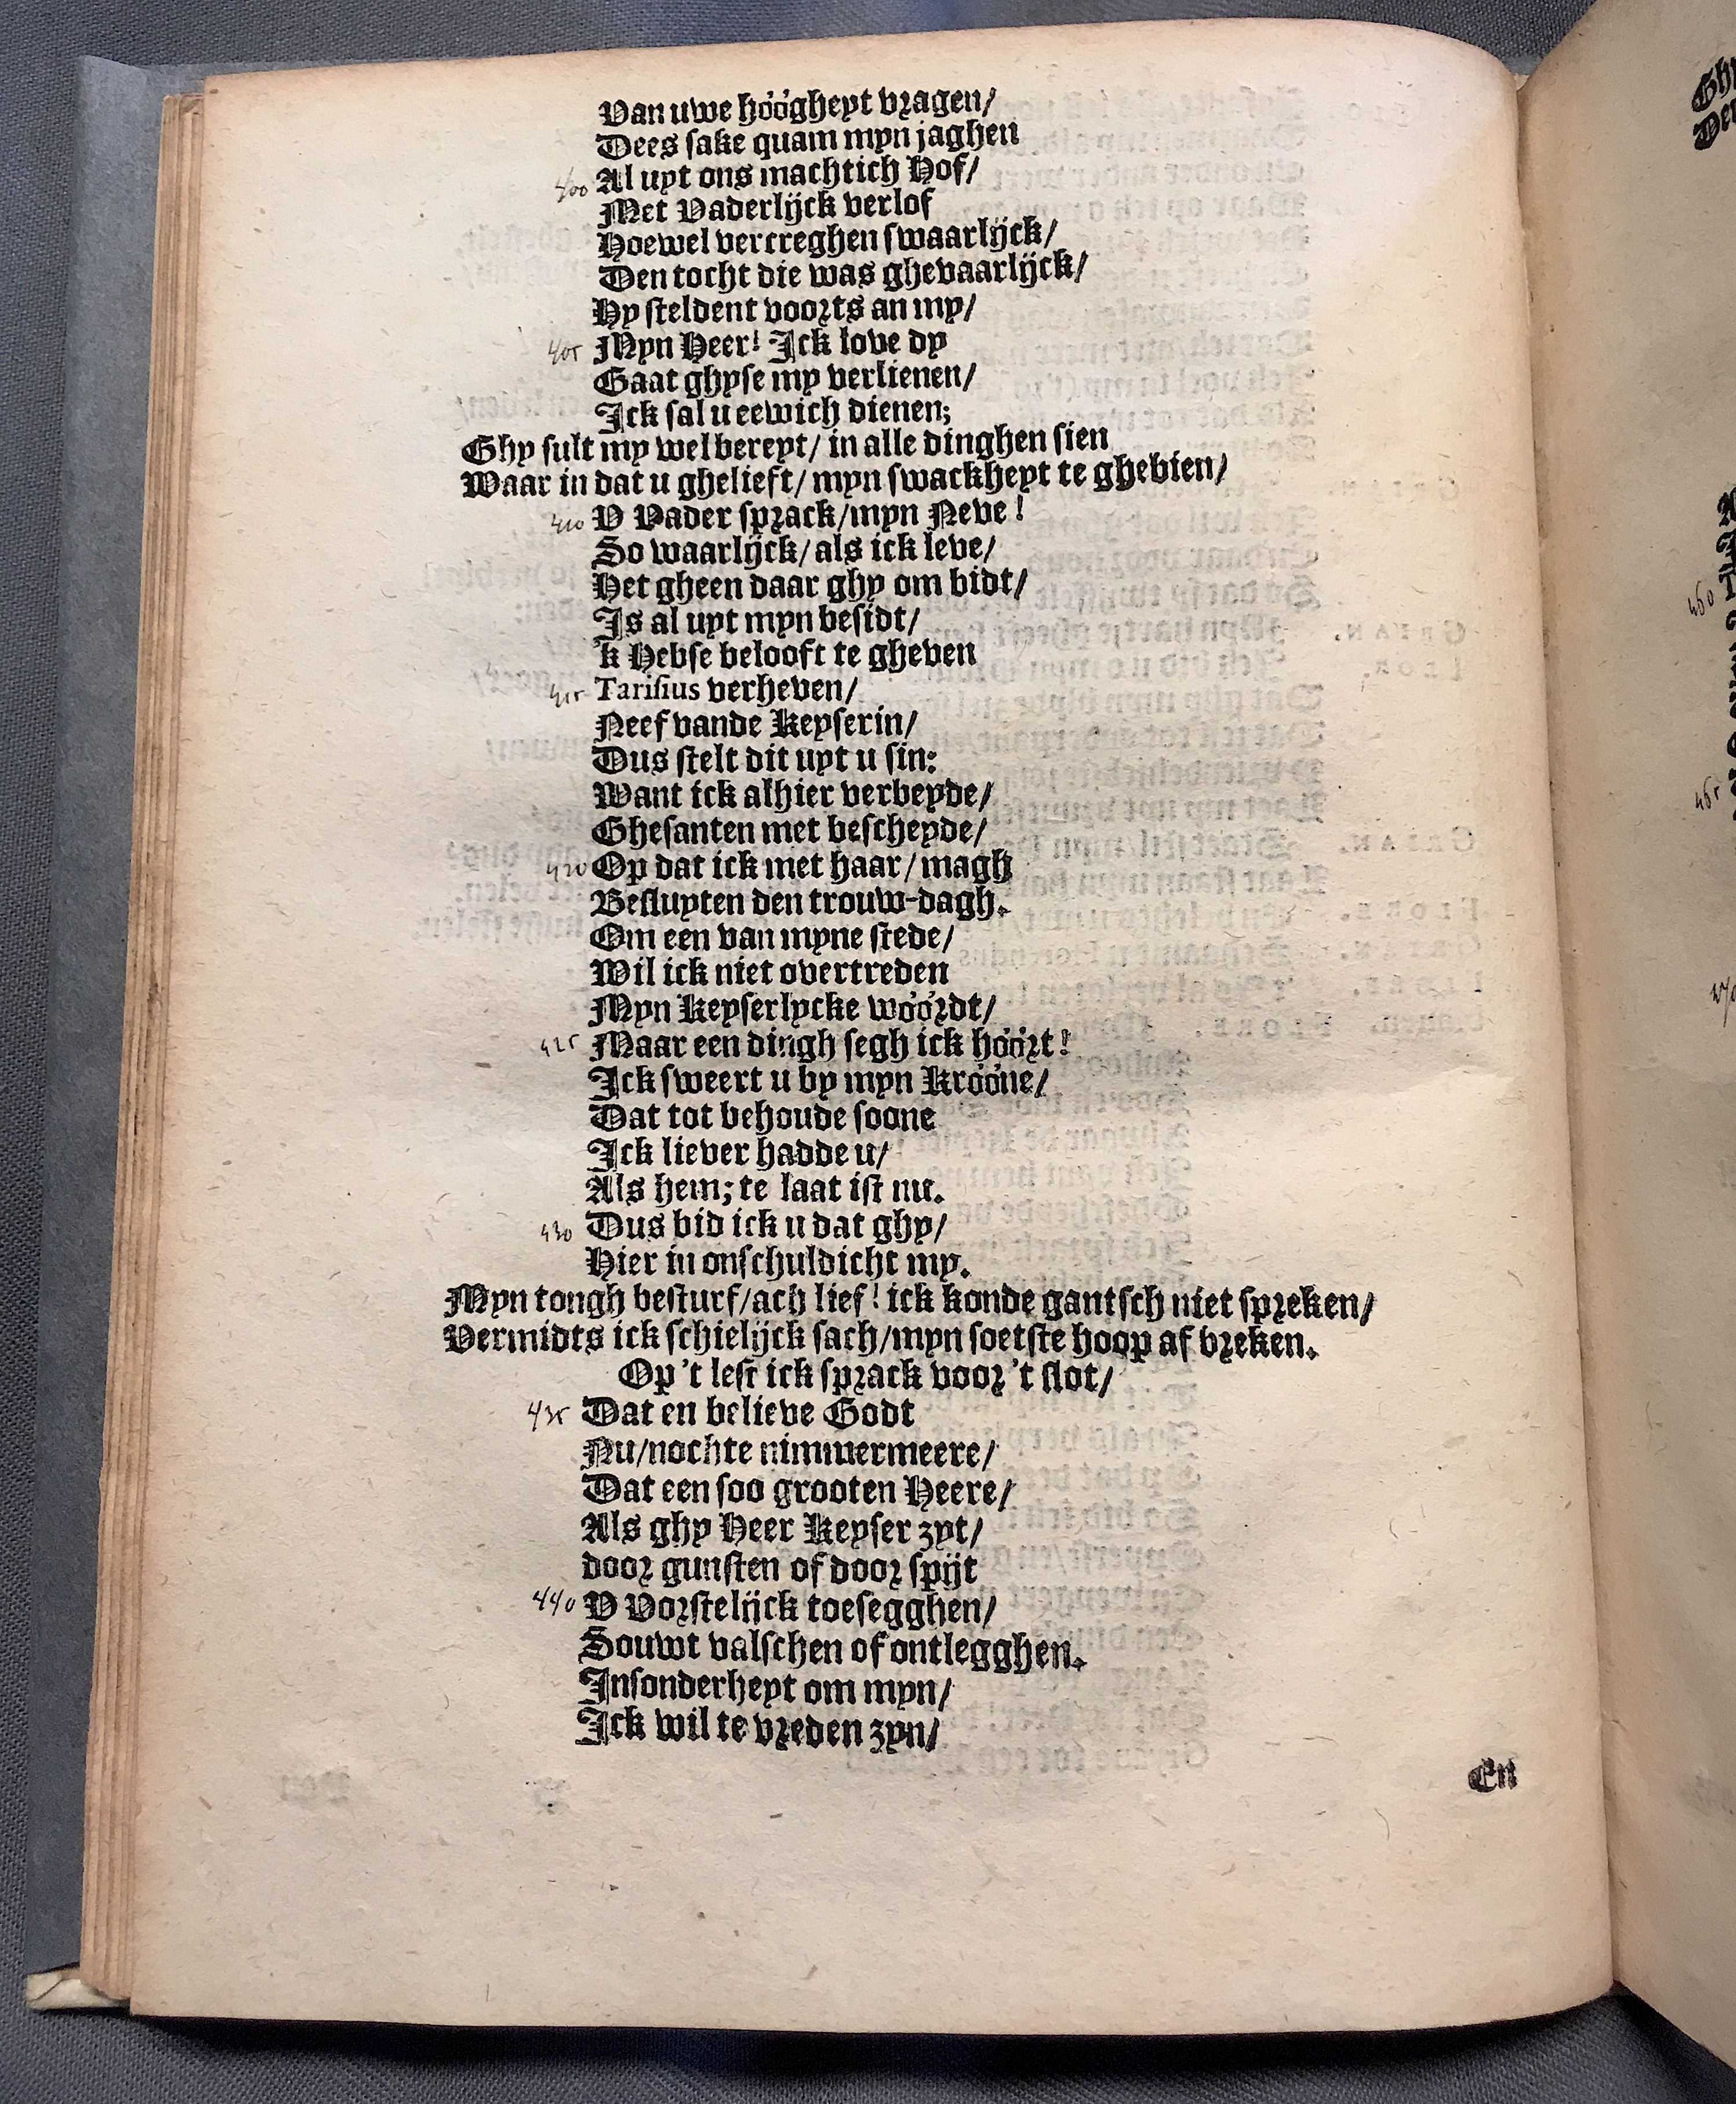 Van uwe hóógheyt vragen/
Dees sake quam myn jaghen
400 Al uyt ons machtich Hof/
Met Vaderlijck verlof
Hoewel vercreghen swaarlijck/
Den tocht die was ghevaarlijck/
Hy steldent voorts an my/
405 Myn Heer! Ick love dy
Gaat ghyse my verlienen/
Ick sal u eewich dienen;
Ghy sult my wel bereyt/ in alle dinghen sien
Waar in dat u ghelieft/ myn swackheyt te ghebien/
410 V Vader sprack/myn Neve!
So waarlijck/ als ick leve/
Het gheen daar ghy om bidt/
Is al uyt myn besidt/
'k Hebse belooft te gheven
415 Tarisius verheven/
Neef vande Keyserin/
Dus stelt dit uyt u sin:
Want ick alhier verbeyde/
Ghesanten met bescheyde/
420 Op dat ick met haar/ magh
Besluyten den trouw-dagh.
Om een van myne stede/
Wil ick niet overtreden
Myn Keyserlycke wóórdt/
425 Maar een dingh segh ick hóórt!
Ick sweert u by myn Króóne/
Dat tot behoude soone
Ick liever hadde u/
Als hem; te laat ist nu.
430 Dus bid ick u dat ghy/
Hier in onschuldicht my.
Myn tongh besturf/ach lief! ick konde gantsch niet spreken/
Vermidts ick schielijck sach/myn soetste hoop af breken.
Op 't lest ick sprack voor 't slot/
435 Dat en believe Godt
Nu/nochte nimmermeere/
Dat een soo grooten Heere/
Als ghy Heer Keyser zyt/
door gunsten of door spijt
440 V Vorstelijck toesegghen/
Souwt valschen of ontlegghen.
Insonderheyt om myn/
Ick wil te vreden zyn/
En